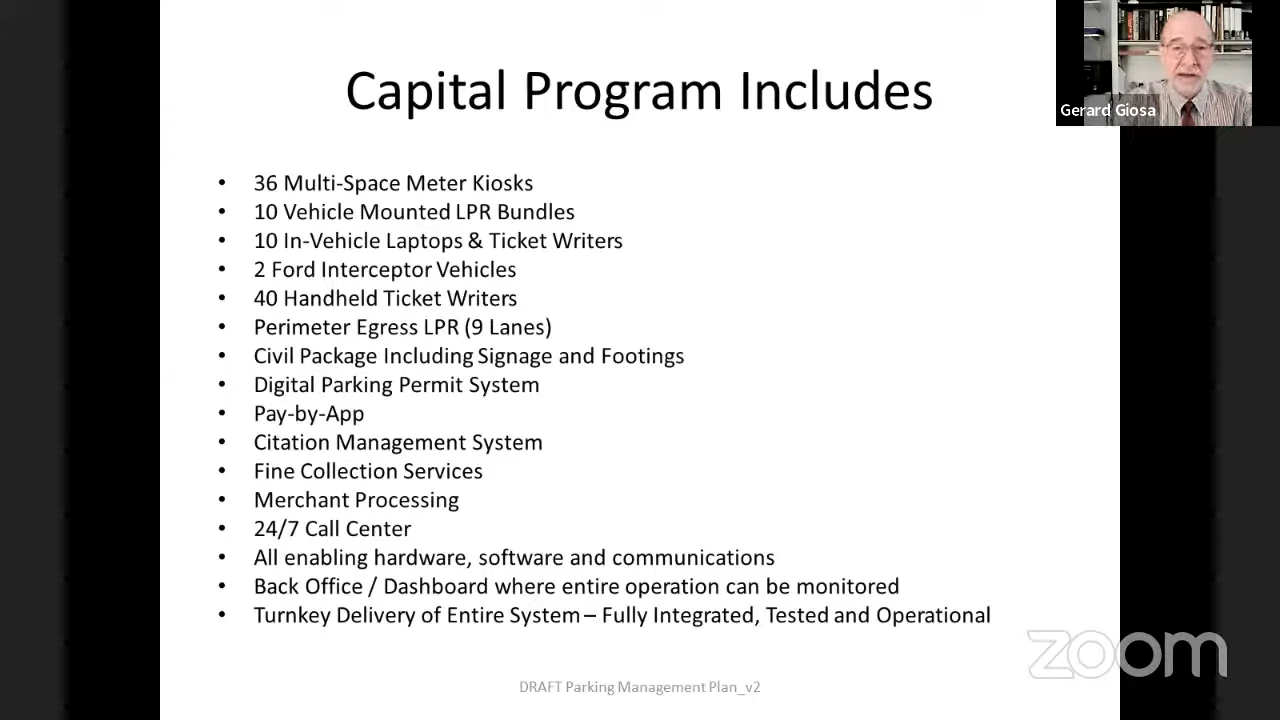 Capital Program Includes
Gerard Giosa
• 36 Multi-Space Meter Kiosks
• 10 Vehicle Mounted LPR Bundles
• 10 In-Vehicle Laptops & Ticket Writers
• 2 Ford Interceptor Vehicles
• 40 Handheld Ticket Writers
• Perimeter Egress LPR (9 Lanes)
• Civil Package Including Signage and Footings
• Digital Parking Permit System
• Pay-by-App
• Citation Management System
• Fine Collection Services
• Merchant Processing
• 24/7 Call Center
• All enabling hardware, software and communications
• Back Office / Dashboard where entire operation can be monitored
• Turnkey Delivery of Entire System – Fully Integrated, Tested and Operational
zoom
DRAFT Parking Management Plan_v2